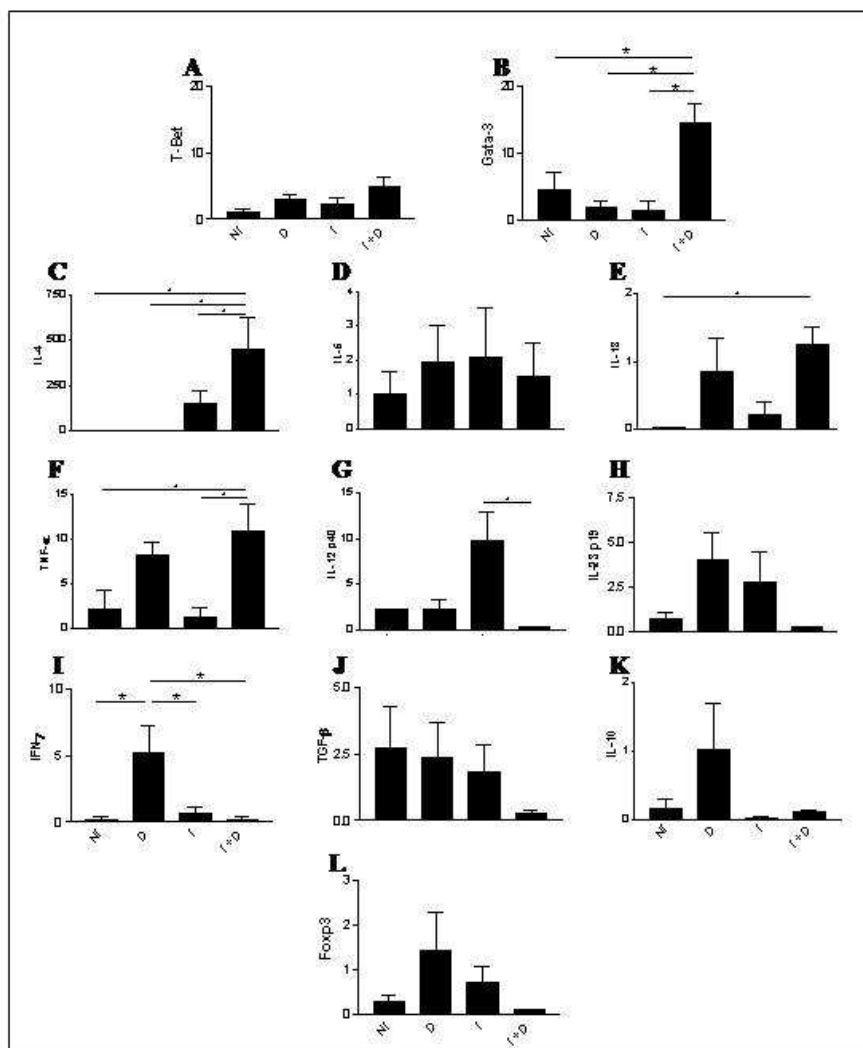 A
20
10
0
T-Bet
NI
D
I
I+D
B
20
10
0
Gata-3
* 
*
*
NI
D
I
I+D
C
750
500
250
0
IL-4
D
4
3
2
1
0
IL-6
E
2
1
0
F
15
10
5
0
TNF-α
G
15
10
5
0
IL-12 p40
H
7.5
5.0
2.5
0.0
IL-23 p19
I
10
5
0
IFN-γ
*
*
*
NI
D
I
I+D
J
5.0
2.5
0.0
TGF-β
K
2
1
0
IL-10
NI
D
I
I+D
L
3
2
1
0
Foxp3
NI
D
I
I+D